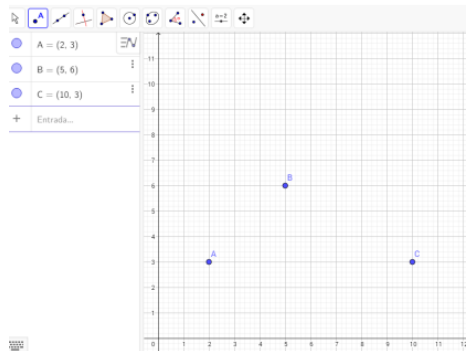 A
a=2
A = (2, 3)
B = (5, 6)
C = (10, 3)
+ Entrada...
11
10
9
8
7
6
5
4
3
2
1
0
B
A
C
0 1 2 3 4 5 6 7 8 9 10 11 12